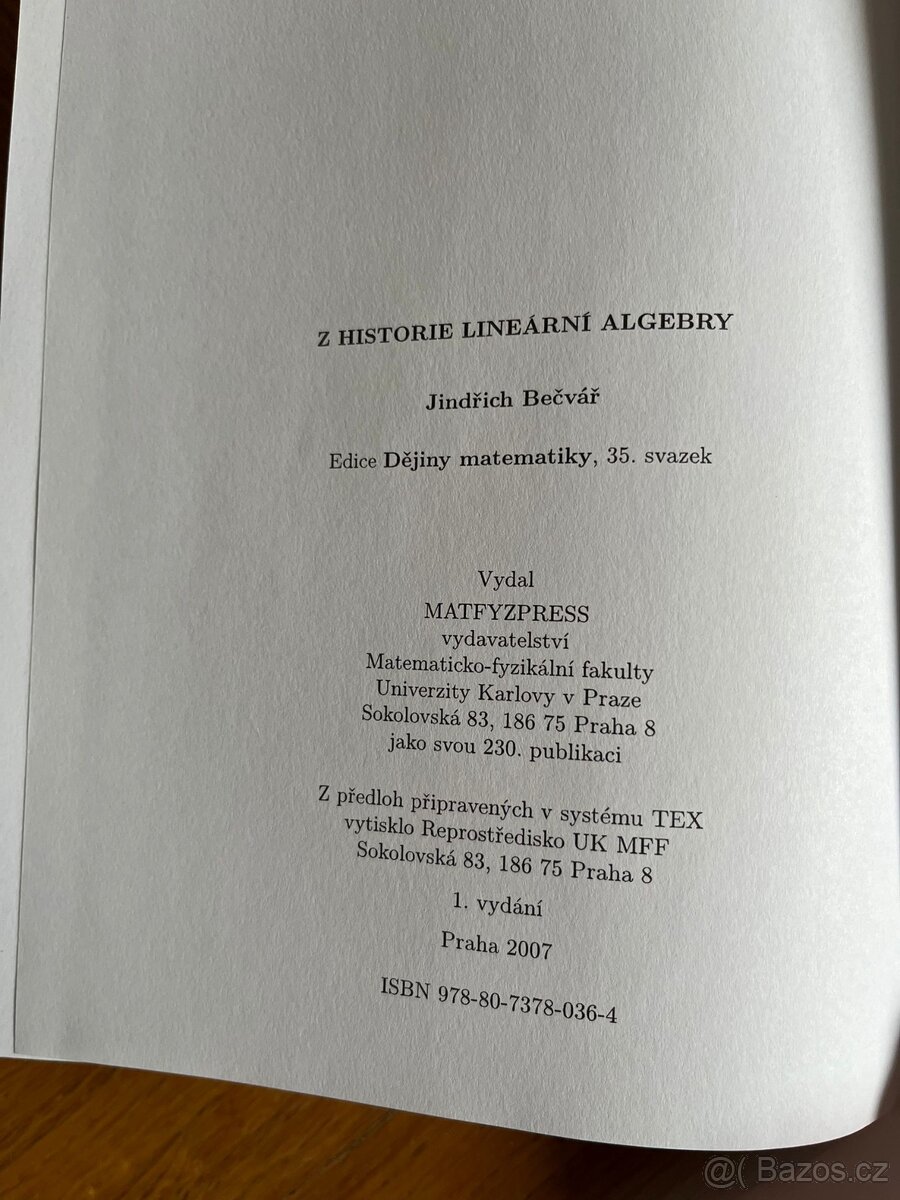 Z HISTORIE LINEÁRNÍ ALGEBRY
Jindřich Bečvář
Edice Dějiny matematiky, 35. svazek
Vydal
MATFYZPRESS
vydavatelství
Matematicko-fyzikální fakulty
Univerzity Karlovy v Praze
Sokolovská 83, 186 75 Praha 8
jako svou 230. publikaci
Z předloh připravených v systému TEX
vytisklo Reprostředisko UK MFF
Sokolovská 83, 186 75 Praha 8
1. vydání
Praha 2007
ISBN 978-80-7378-036-4
@( Bazos.cz